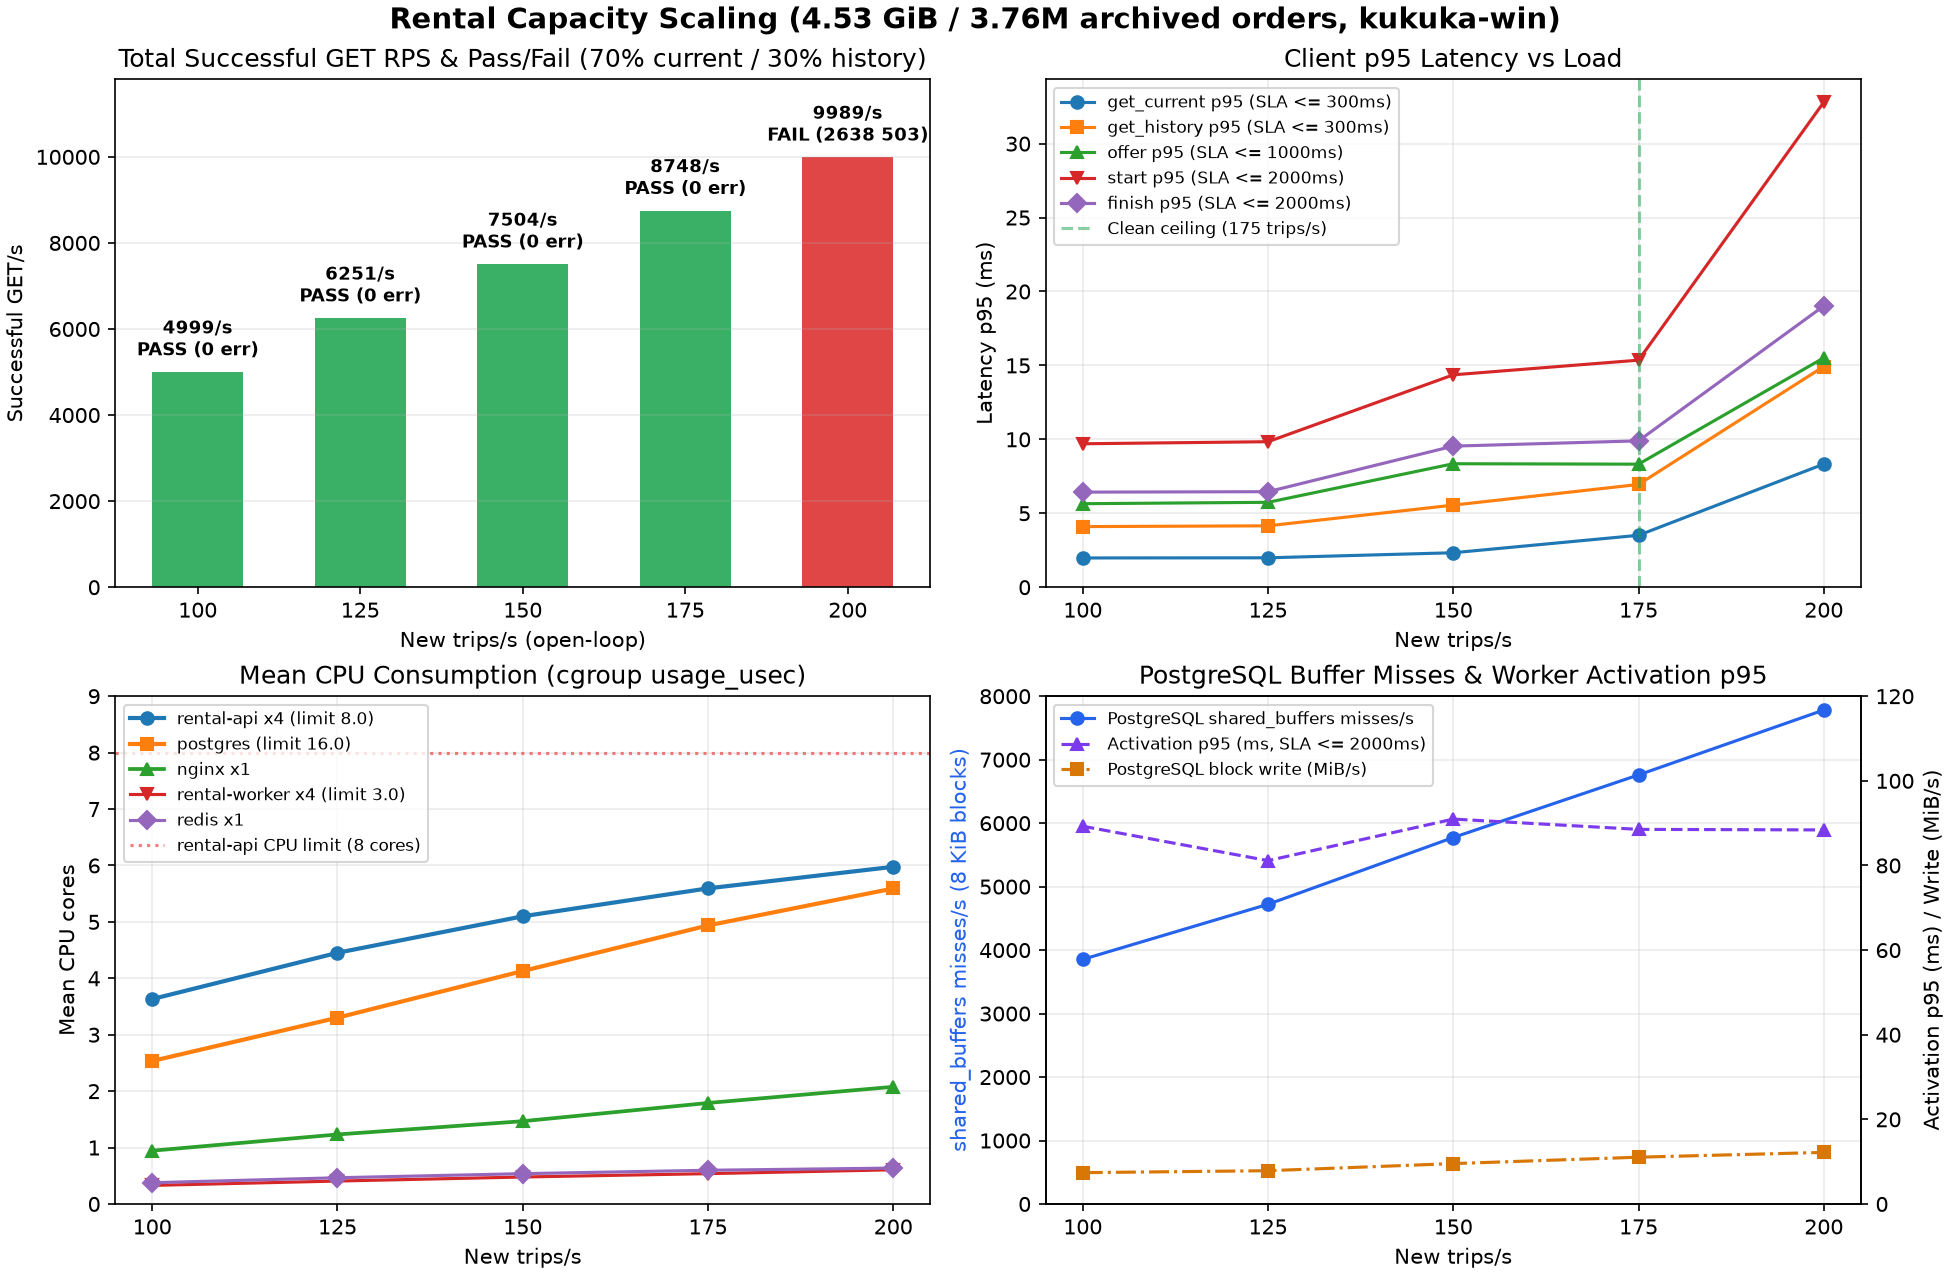 Rental Capacity Scaling (4.53 GiB / 3.76M archived orders, kukuka-win)
Total Successful GET RPS & Pass/Fail (70% current / 30% history)
Successful GET/s
10000
8000
6000
4000
2000
0
4999/s
PASS (0 err)
6251/s
PASS (0 err)
7504/s
PASS (0 err)
8748/s
PASS (0 err)
9989/s
FAIL (2638 503)
100 125 150 175 200
New trips/s (open-loop)
Client p95 Latency vs Load
Latency p95 (ms)
30
25
20
15
10
5
0
get_current p95 (SLA <= 300ms)
get_history p95 (SLA <= 300ms)
offer p95 (SLA <= 1000ms)
start p95 (SLA <= 2000ms)
finish p95 (SLA <= 2000ms)
Clean ceiling (175 trips/s)
100 125 150 175 200
New trips/s
Mean CPU Consumption (cgroup usage_usec)
Mean CPU cores
9
8
7
6
5
4
3
2
1
0
rental-api x4 (limit 8.0)
postgres (limit 16.0)
nginx x1
rental-worker x4 (limit 3.0)
redis x1
rental-api CPU limit (8 cores)
100 125 150 175 200
New trips/s
PostgreSQL Buffer Misses & Worker Activation p95
shared_buffers misses/s (8 KiB blocks)
8000
7000
6000
5000
4000
3000
2000
1000
0
PostgreSQL shared_buffers misses/s
Activation p95 (ms, SLA <= 2000ms)
PostgreSQL block write (MiB/s)
120
100
80
60
40
20
0
Activation p95 (ms) / Write (MiB/s)
100 125 150 175 200
New trips/s